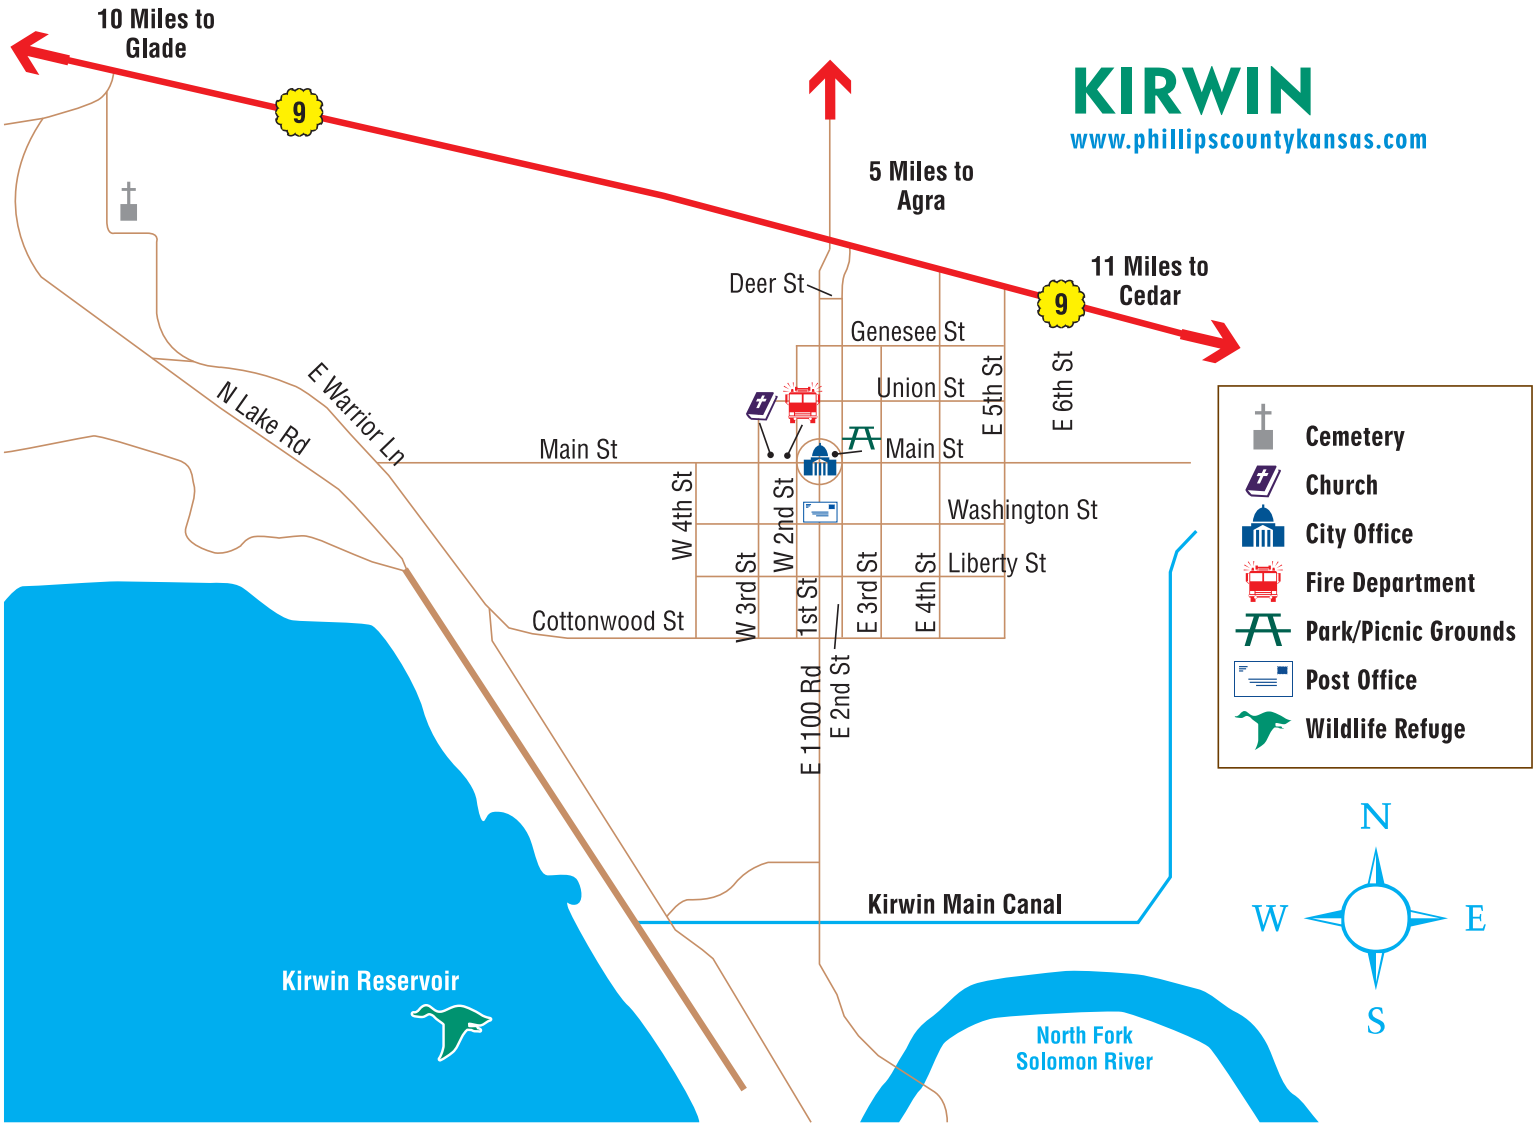 10 Miles to
Glade
9
KIRWIN
www.phillipscountykansas.com
5 Miles to
Agra
11 Miles to
Cedar
9
Deer St
Genesee St
Union St
E 5th St
E 6th St
N Lake Rd
E Warrior Ln
Main St
Main St
W 4th St
W 2nd St
Washington St
Liberty St
W 3rd St
1st St
E 3rd St
E 4th St
Cottonwood St
E 1100 Rd
E 2nd St
Cemetery
Church
City Office
Fire Department
Park/Picnic Grounds
Post Office
Wildlife Refuge
N
W
E
S
Kirwin Main Canal
Kirwin Reservoir
North Fork
Solomon River